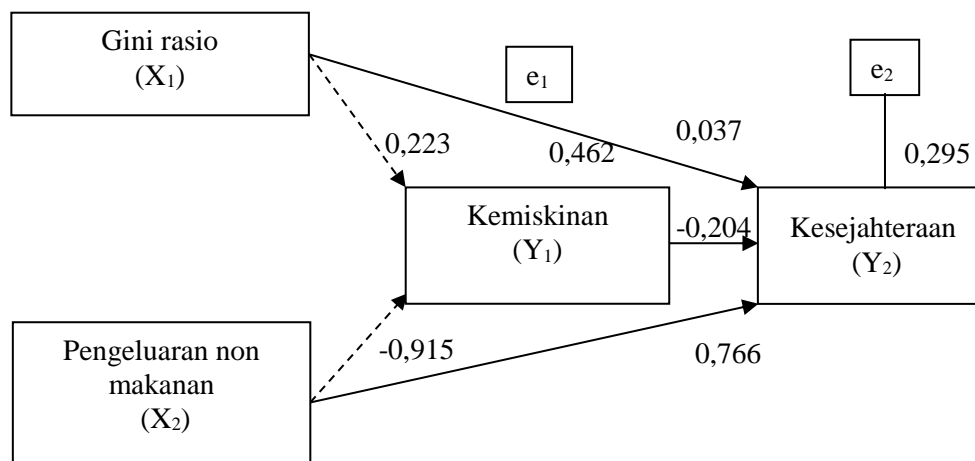 Gini rasio
(X₁)
e₁
e₂
0,223
0,462
0,037
0,295
Kemiskinan
(Y₁)
-0,204
Kesejahteraan
(Y₂)
Pengeluaran non
makanan
(X₂)
-0,915
0,766